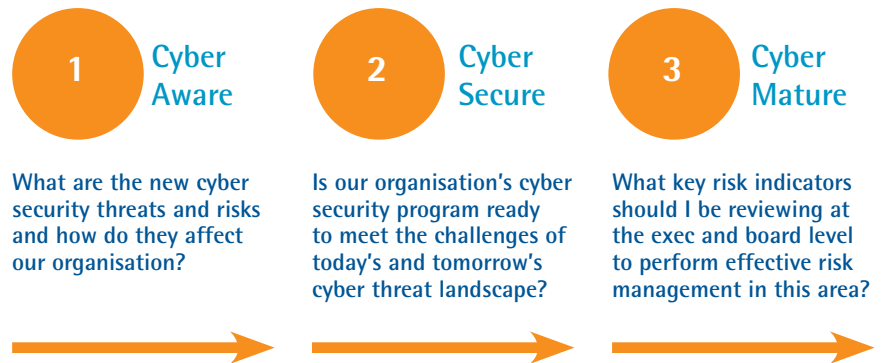 1
Cyber
Aware
What are the new cyber
security threats and risks
and how do they affect
our organisation?
2
Cyber
Secure
Is our organisation's cyber
security program ready
to meet the challenges of
today's and tomorrow's
cyber threat landscape?
3
Cyber
Mature
What key risk indicators
should I be reviewing at
the exec and board level
to perform effective risk
management in this area?